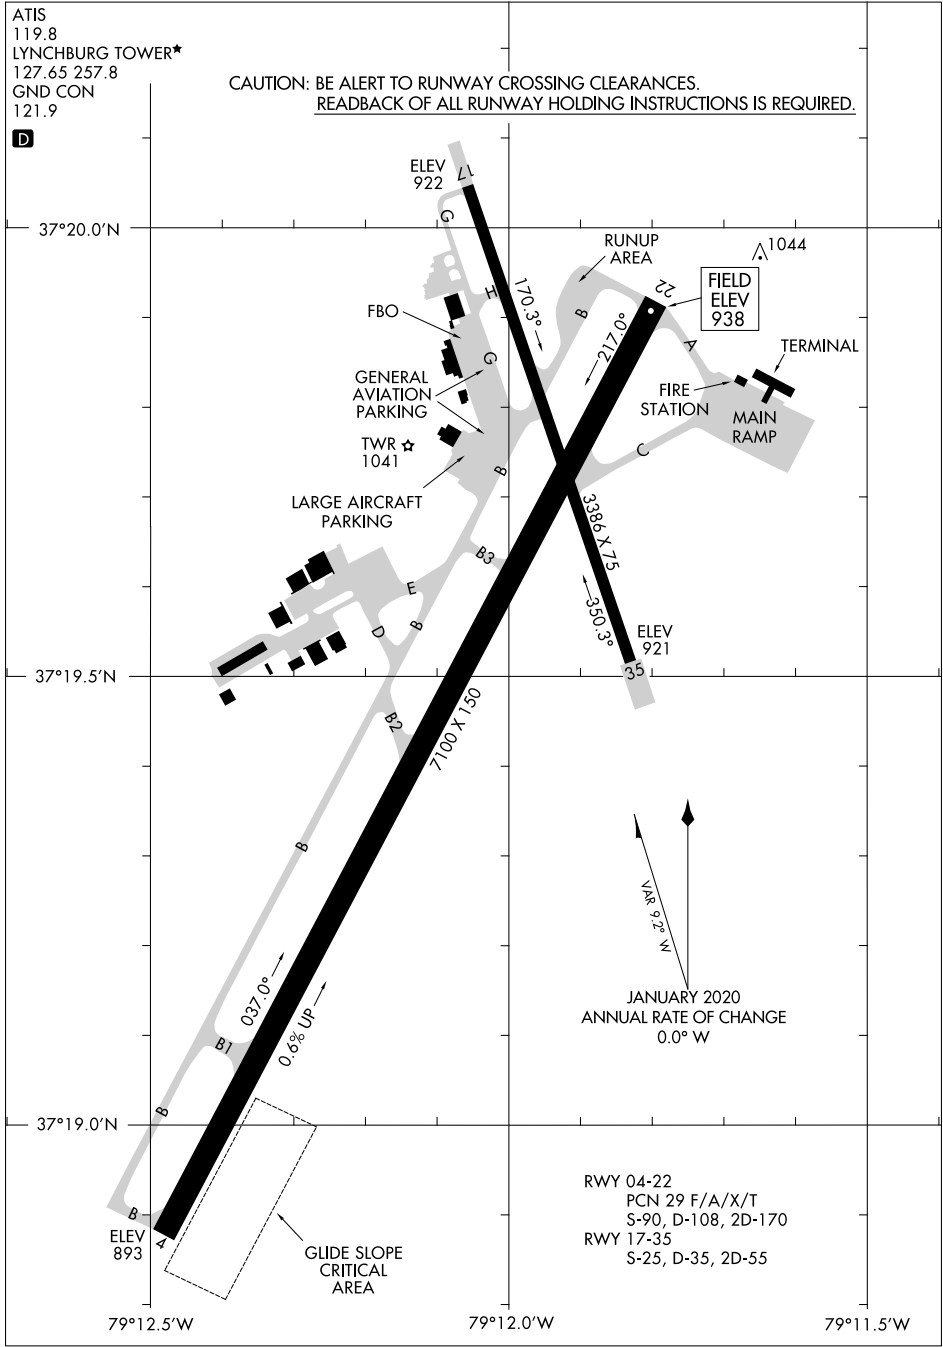 ATIS
119.8
LYNCHBURG TOWER★
127.65 257.8
GND CON
121.9
D
CAUTION: BE ALERT TO RUNWAY CROSSING CLEARANCES.
READBACK OF ALL RUNWAY HOLDING INSTRUCTIONS IS REQUIRED.
ELEV
922
17
G
37°20.0'N
RUNUP
AREA
1044
FIELD
ELEV
938
22
H
170.3°
B
217.0°
FBO
G
A
TERMINAL
GENERAL
AVIATION
PARKING
FIRE
STATION
MAIN
RAMP
TWR
1041
C
B
LARGE AIRCRAFT
PARKING
3386 X 75
B3
E
B
D
350.3°
ELEV
921
35
37°19.5'N
B2
7100 X 150
B
VAR 9.2° W
JANUARY 2020
ANNUAL RATE OF CHANGE
0.0° W
037.0°
0.6% UP
B1
B
37°19.0'N
B
ELEV
893
4
GLIDE SLOPE
CRITICAL
AREA
RWY 04-22
PCN 29 F/A/X/T
S-90, D-108, 2D-170
RWY 17-35
S-25, D-35, 2D-55
79°12.5'W
79°12.0'W
79°11.5'W